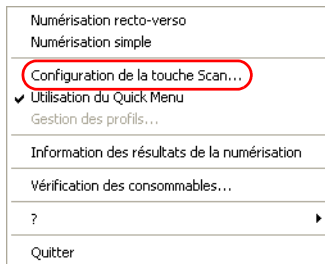 Numérisation recto-verso
Numérisation simple
Configuration de la touche Scan...
Utilisation du Quick Menu
Gestion des profils...
Information des résultats de la numérisation
Vérification des consommables...
?
Quitter